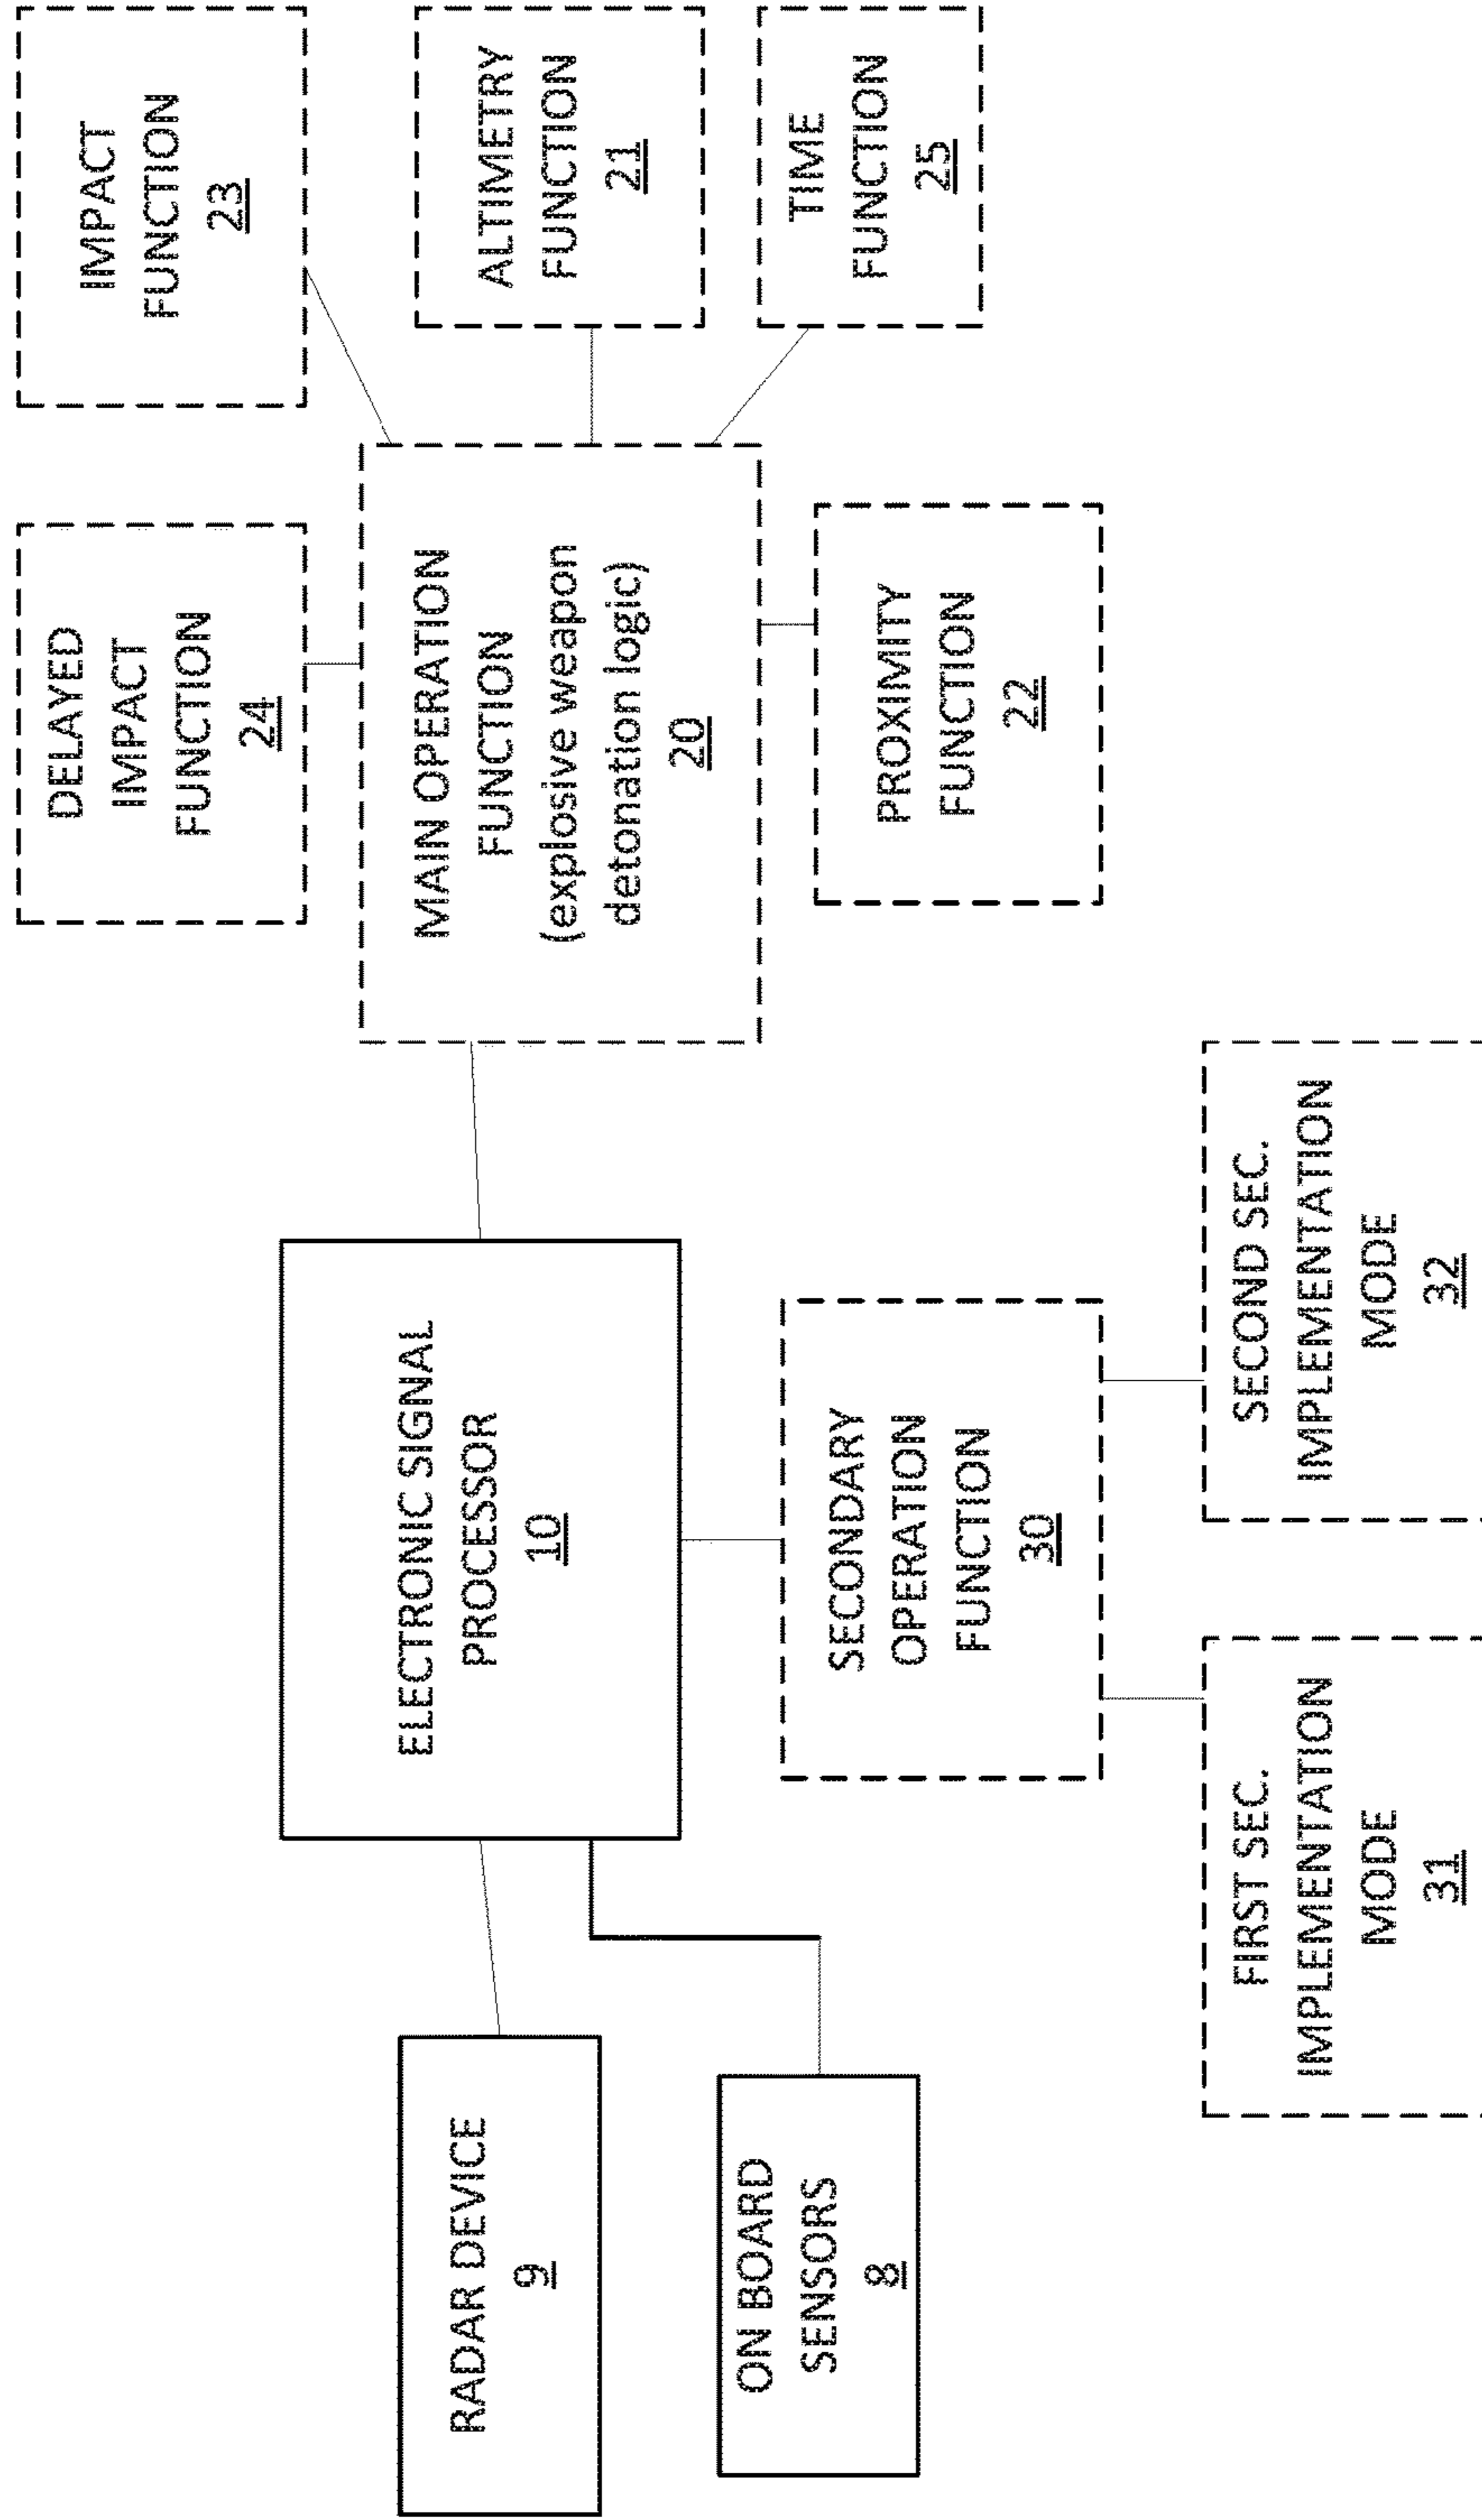 RADAR DEVICE
9
ON BOARD
SENSORS
8
ELECTRONIC SIGNAL
PROCESSOR
10
SECONDARY
OPERATION
FUNCTION
30
FIRST SEC.
IMPLEMENTATION
MODE
31
SECOND SEC.
IMPLEMENTATION
MODE
32
DELAYED
IMPACT
FUNCTION
24
MAIN OPERATION
FUNCTION
(explosive weapon
detonation logic)
20
PROXIMITY
FUNCTION
22
IMPACT
FUNCTION
23
ALTIMETRY
FUNCTION
21
TIME
FUNCTION
25